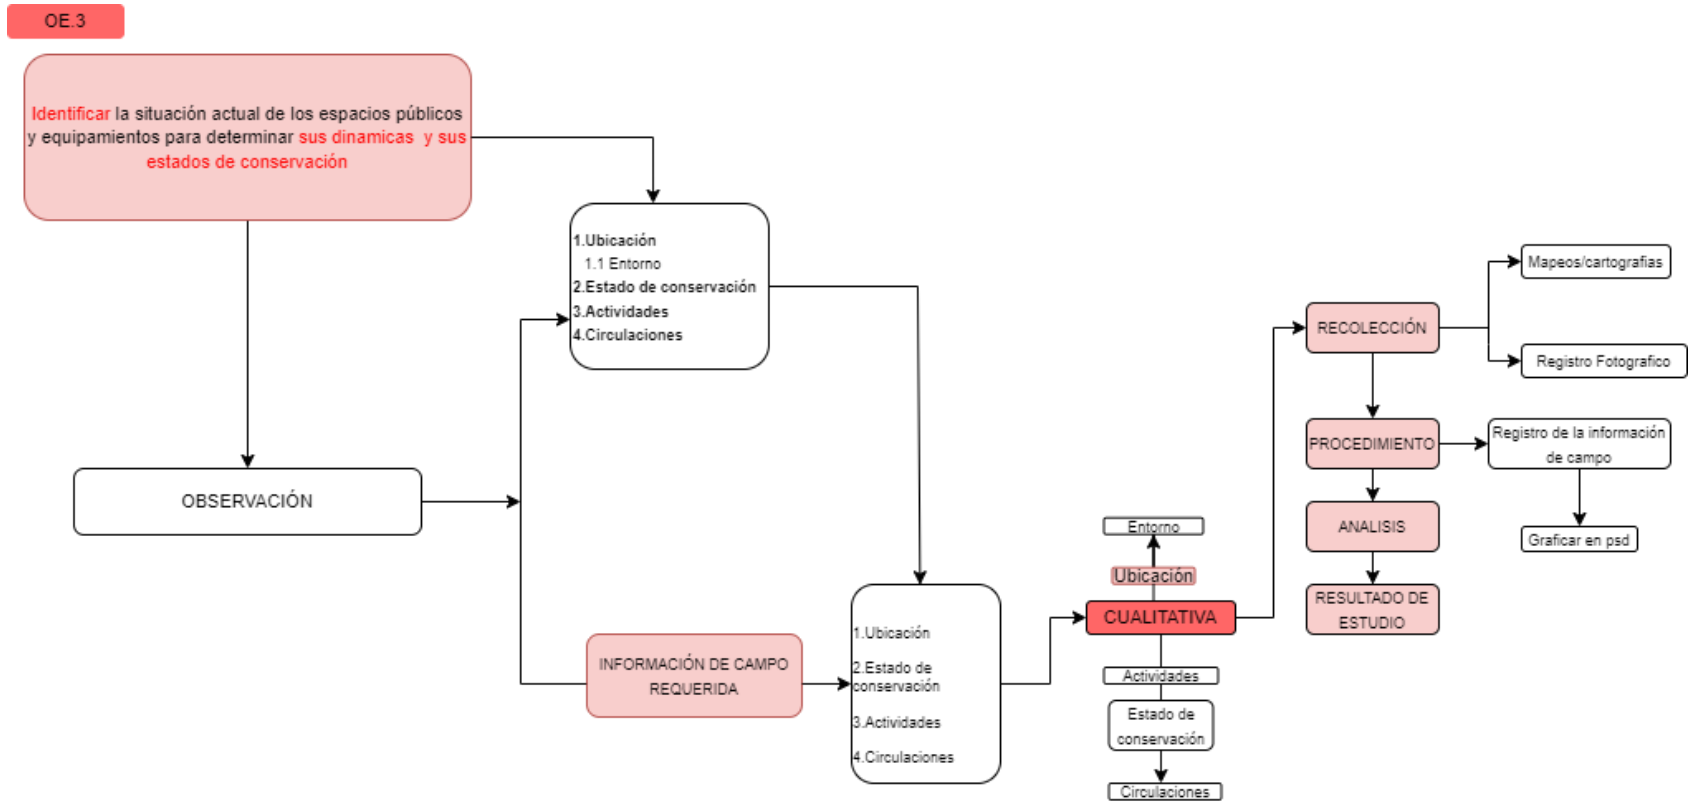 OE.3
Identificar la situación actual de los espacios públicos
y equipamientos para determinar sus dinamicas y sus
estados de conservación
1.Ubicación
1.1 Entorno
2.Estado de conservación
3.Actividades
4.Circulaciones
OBSERVACIÓN
INFORMACIÓN DE CAMPO
REQUERIDA
1.Ubicación
2.Estado de
conservación
3.Actividades
4.Circulaciones
Entorno
Ubicación
CUALITATIVA
Actividades
Estado de
conservación
Circulaciones
RECOLECCIÓN
Mapeos/cartografias
Registro Fotografico
PROCEDIMIENTO
Registro de la información
de campo
Graficar en psd
ANALISIS
RESULTADO DE
ESTUDIO